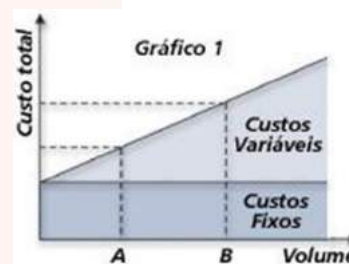 Gráfico 1
Custo total
Custos
Variáveis
Custos
Fixos
A
B
Volume